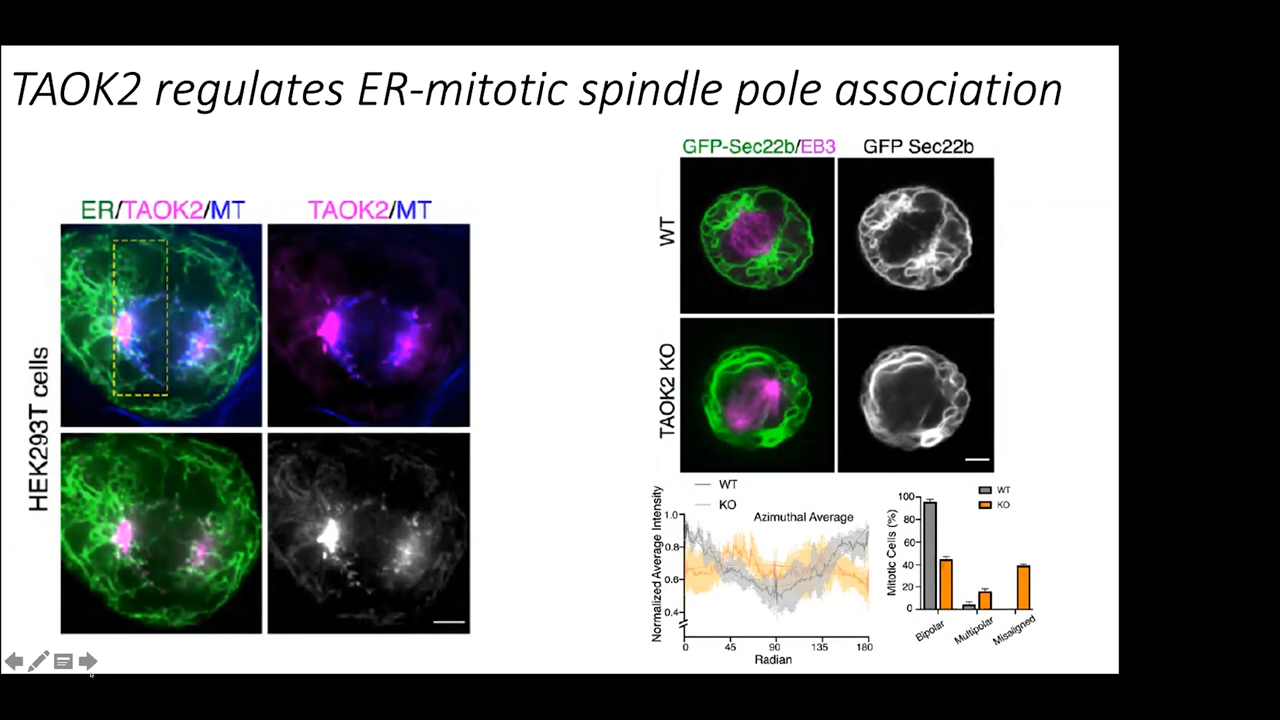 TAOK2 regulates ER-mitotic spindle pole association
ER/TAOK2/MT
TAOK2/MT
HEK293T cells
GFP-Sec22b/EB3
GFP Sec22b
WT
TAOK2 KO
WT
KO
Azimuthal Average
Normalized Average Intensity
1.0
0.8
0.6
0.4
0
45
90
135
180
Radian
WT
KO
Mitotic Cells (%)
100
80
60
40
20
0
Bipolar
Multipolar
Misaligned